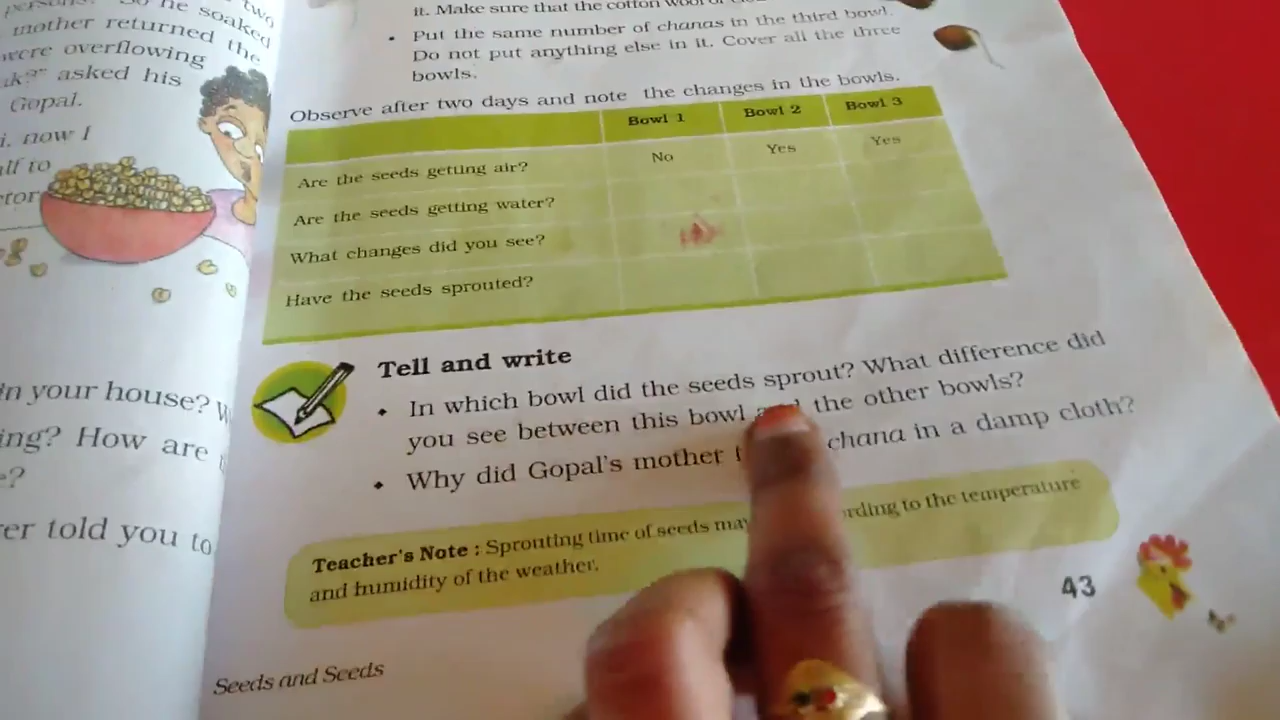 two
So he soaked
mother returned the
were overflowing
asked his
Gopal.
now I
to
in your house?
How are
told you to
it. Make sure that the cotton wool or
• Put the same number of chanas in the third bowl.
Do not put anything else in it. Cover all the three
bowls.
Observe after two days and note the changes in the bowls.
Bowl 1 Bowl 2 Bowl 3
Are the seeds getting air? No Yes Yes
Are the seeds getting water?
What changes did you see?
Have the seeds sprouted?
Tell and write
• In which bowl did the seeds sprout? What difference did
you see between this bowl the other bowls?
• Why did Gopal's mother chana in a damp cloth?
Teacher's Note : Sprouting time of seeds may to the temperature
and humidity of the weather.
43
Seeds and Seeds